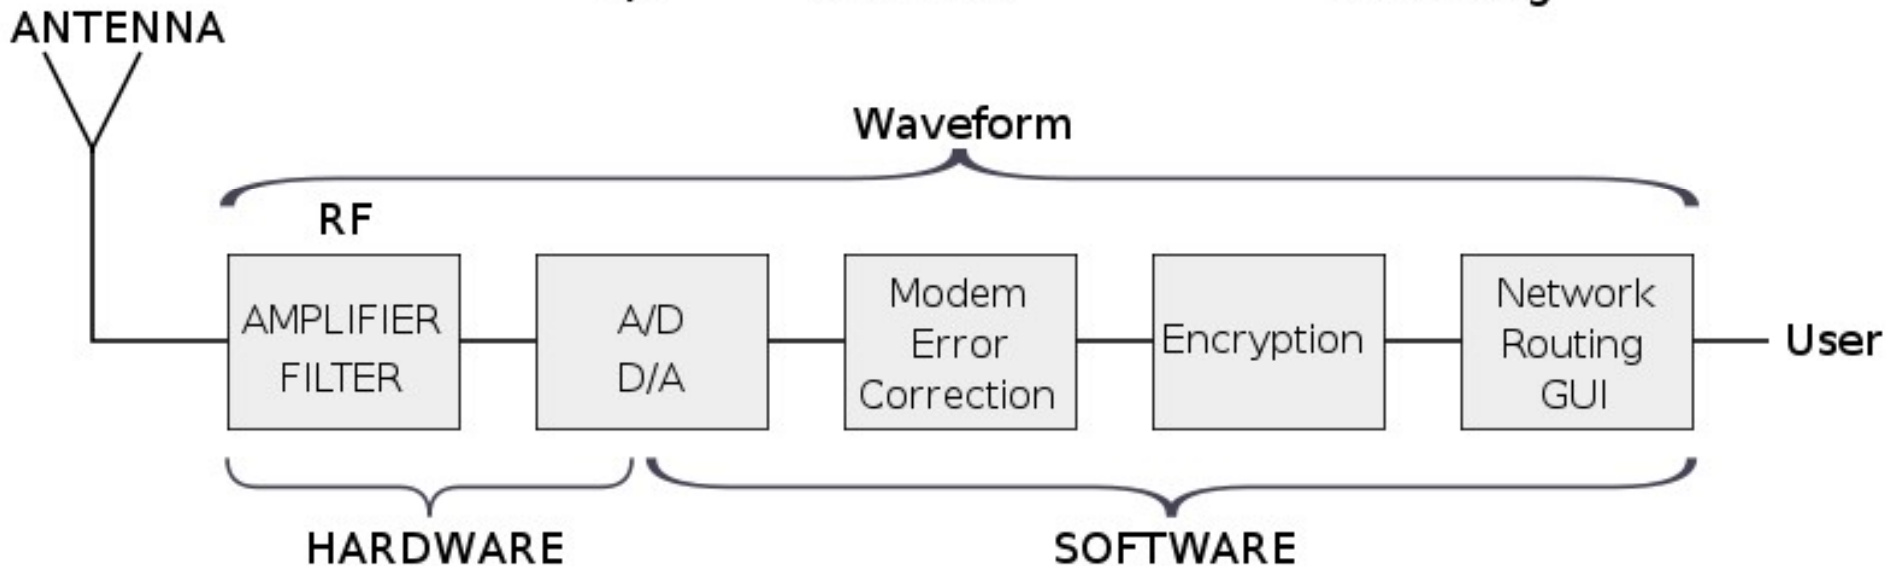 ANTENNA
Waveform
RF
AMPLIFIER
FILTER
A/D
D/A
Modem
Error
Correction
Encryption
Network
Routing
GUI
User
HARDWARE
SOFTWARE